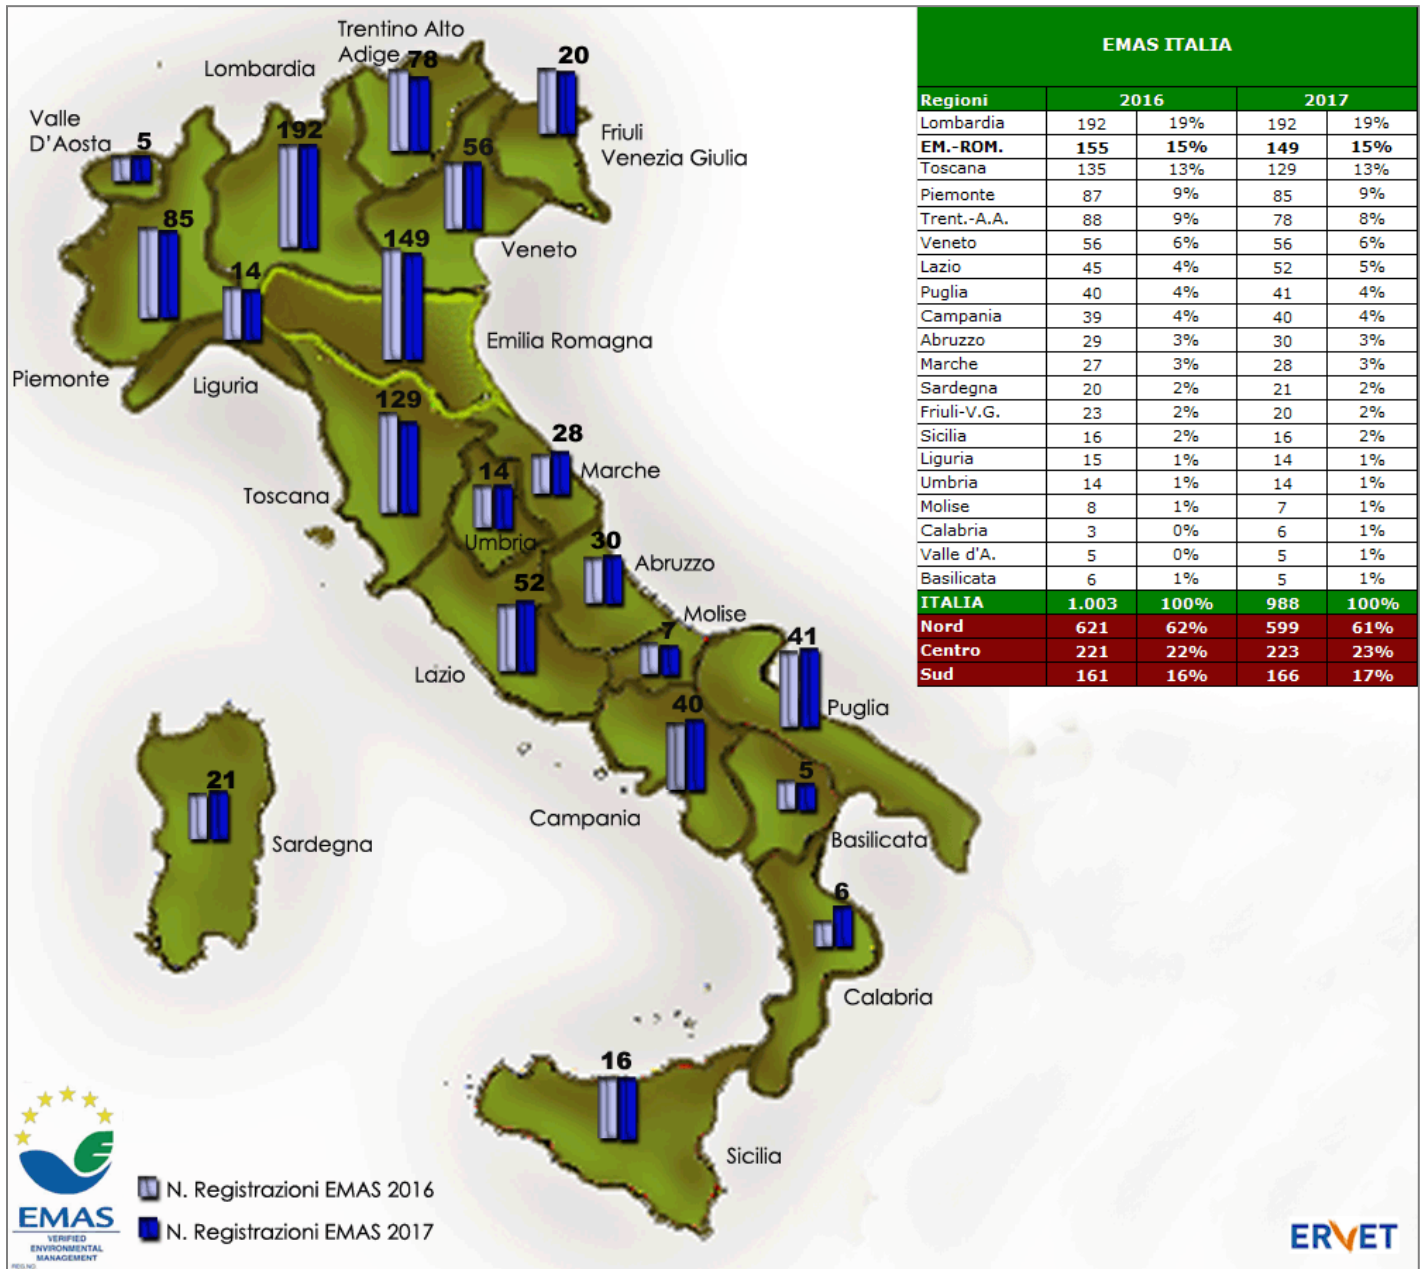 Trentino Alto
Adige
78
20
Lombardia
Valle
D'Aosta
5
192
56
Friuli
Venezia Giulia
85
149
Veneto
14
Emilia Romagna
Piemonte
Liguria
129
28
14
Marche
Toscana
Umbria
30
Abruzzo
52
Molise
7
41
Lazio
40
Puglia
21
5
Campania
Basilicata
Sardegna
6
Calabria
16
Sicilia
EMAS ITALIA
Regioni 2016 2017
Lombardia 192 19% 192 19%
EM.-ROM. 155 15% 149 15%
Toscana 135 13% 129 13%
Piemonte 87 9% 85 9%
Trent.-A.A. 88 9% 78 8%
Veneto 56 6% 56 6%
Lazio 45 4% 52 5%
Puglia 40 4% 41 4%
Campania 39 4% 40 4%
Abruzzo 29 3% 30 3%
Marche 27 3% 28 3%
Sardegna 20 2% 21 2%
Friuli-V.G. 23 2% 20 2%
Sicilia 16 2% 16 2%
Liguria 15 1% 14 1%
Umbria 14 1% 14 1%
Molise 8 1% 7 1%
Calabria 3 0% 6 1%
Valle d'A. 5 0% 5 1%
Basilicata 6 1% 5 1%
ITALIA 1.003 100% 988 100%
Nord 621 62% 599 61%
Centro 221 22% 223 23%
Sud 161 16% 166 17%
N. Registrazioni EMAS 2016
N. Registrazioni EMAS 2017
EMAS
VERIFIED
ENVIRONMENTAL
MANAGEMENT
REG.NO
ERVET